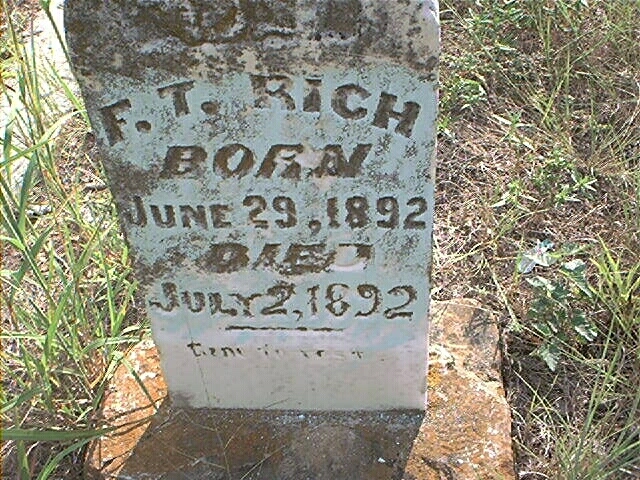 F. T. RICH
BORN
JUNE 29, 1892
DIED
JULY 2, 1892